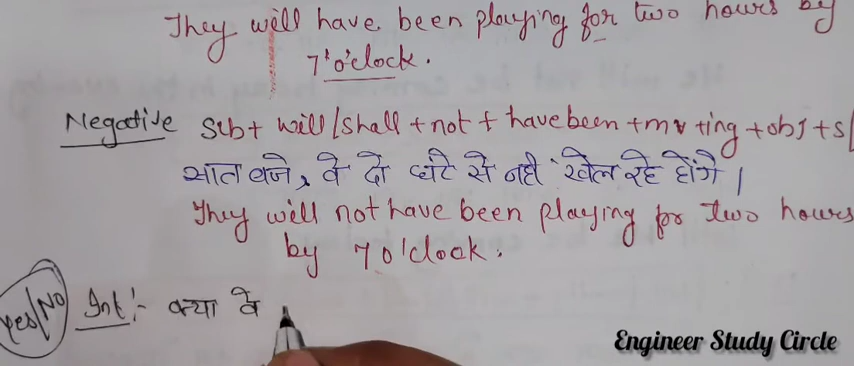 They will have been playing for two hours by
7'o'clock.
Negative Sub+ will/shall + not + have been + mv + ing + obj + s
सात बजे, वे दो घंटे से नही खेल रहे होंगे।
They will not have been playing for two hours
by 7 o'clock.
Yes/No Int :- क्या वे
Engineer Study Circle